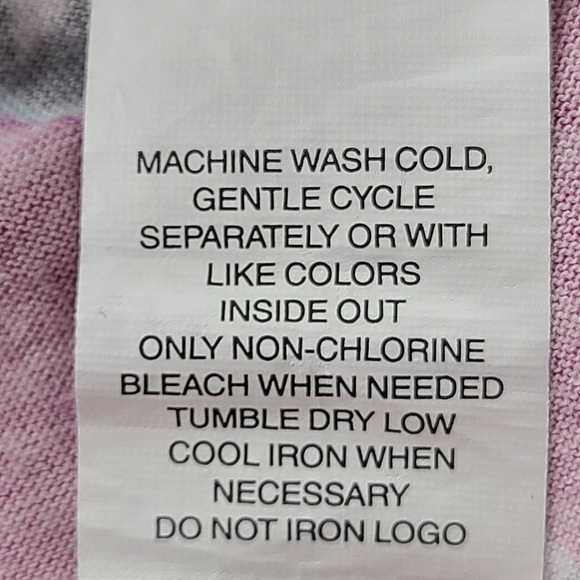 MACHINE WASH COLD,
GENTLE CYCLE
SEPARATELY OR WITH
LIKE COLORS
INSIDE OUT
ONLY NON-CHLORINE
BLEACH WHEN NEEDED
TUMBLE DRY LOW
COOL IRON WHEN
NECESSARY
DO NOT IRON LOGO